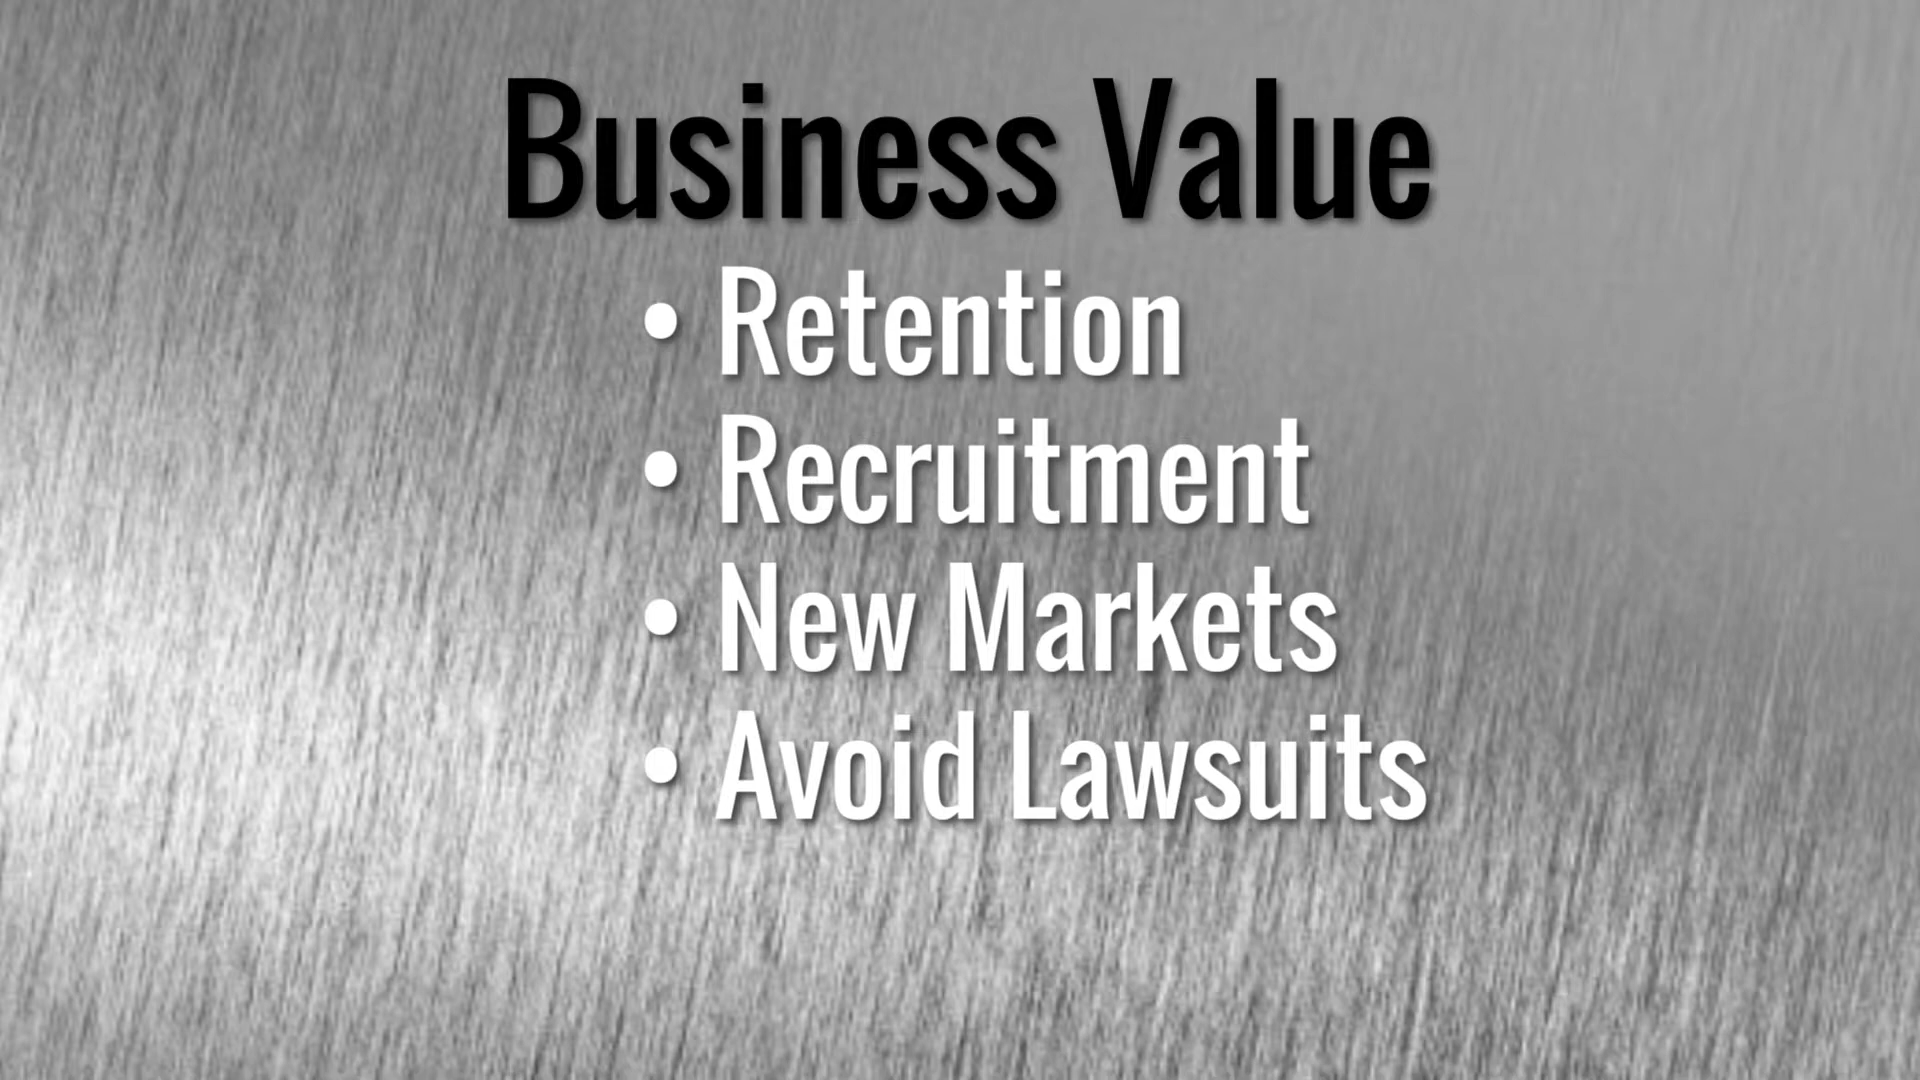 Business Value
• Retention
• Recruitment
• New Markets
• Avoid Lawsuits